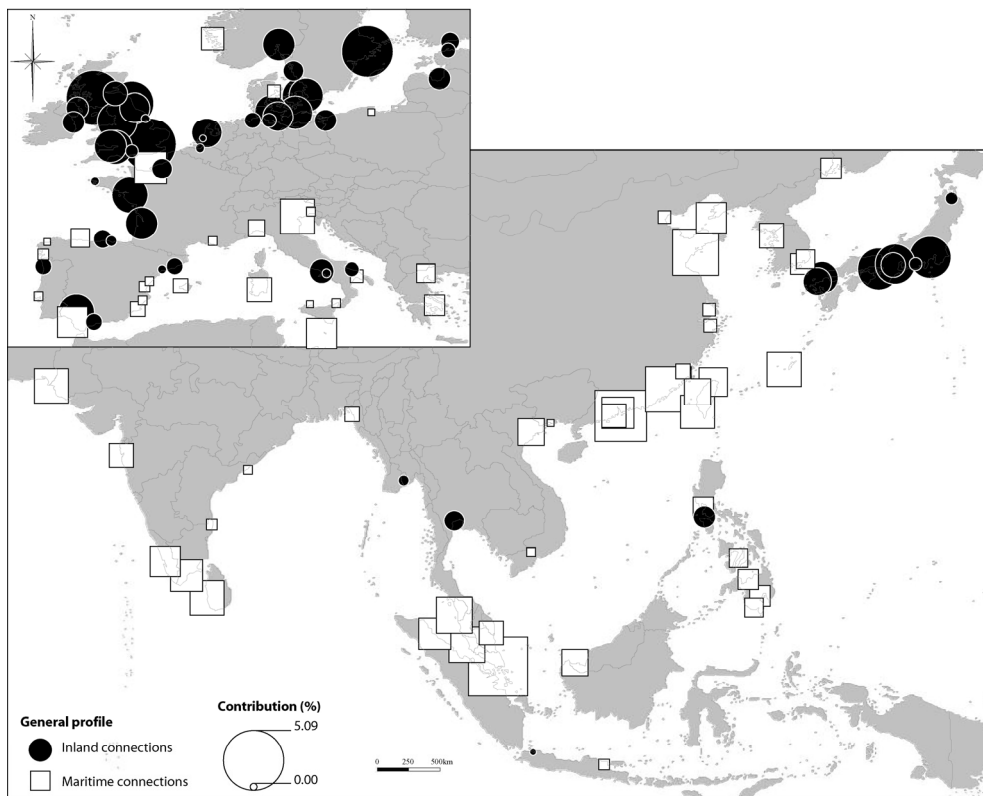 N
General profile
Inland connections
Maritime connections
Contribution (%)
5.09
0.00
0 250 500km